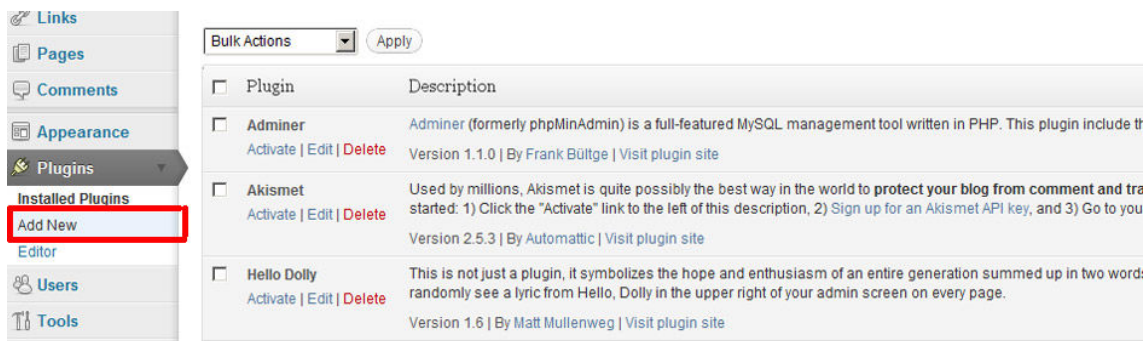 Links
Pages
Comments
Appearance
Plugins
Installed Plugins
Add New
Editor
Users
Tools
Bulk Actions Apply
Plugin Description
Adminer
Activate | Edit | Delete
Adminer (formerly phpMinAdmin) is a full-featured MySQL management tool written in PHP. This plugin include
Version 1.1.0 | By Frank Bültge | Visit plugin site
Akismet
Activate | Edit | Delete
Used by millions, Akismet is quite possibly the best way in the world to protect your blog from comment and
started: 1) Click the "Activate" link to the left of this description, 2) Sign up for an Akismet API key, and 3) Go to
Version 2.5.3 | By Automattic | Visit plugin site
Hello Dolly
Activate | Edit | Delete
This is not just a plugin, it symbolizes the hope and enthusiasm of an entire generation summed up in two
randomly see a lyric from Hello, Dolly in the upper right of your admin screen on every page.
Version 1.6 | By Matt Mullenweg | Visit plugin site